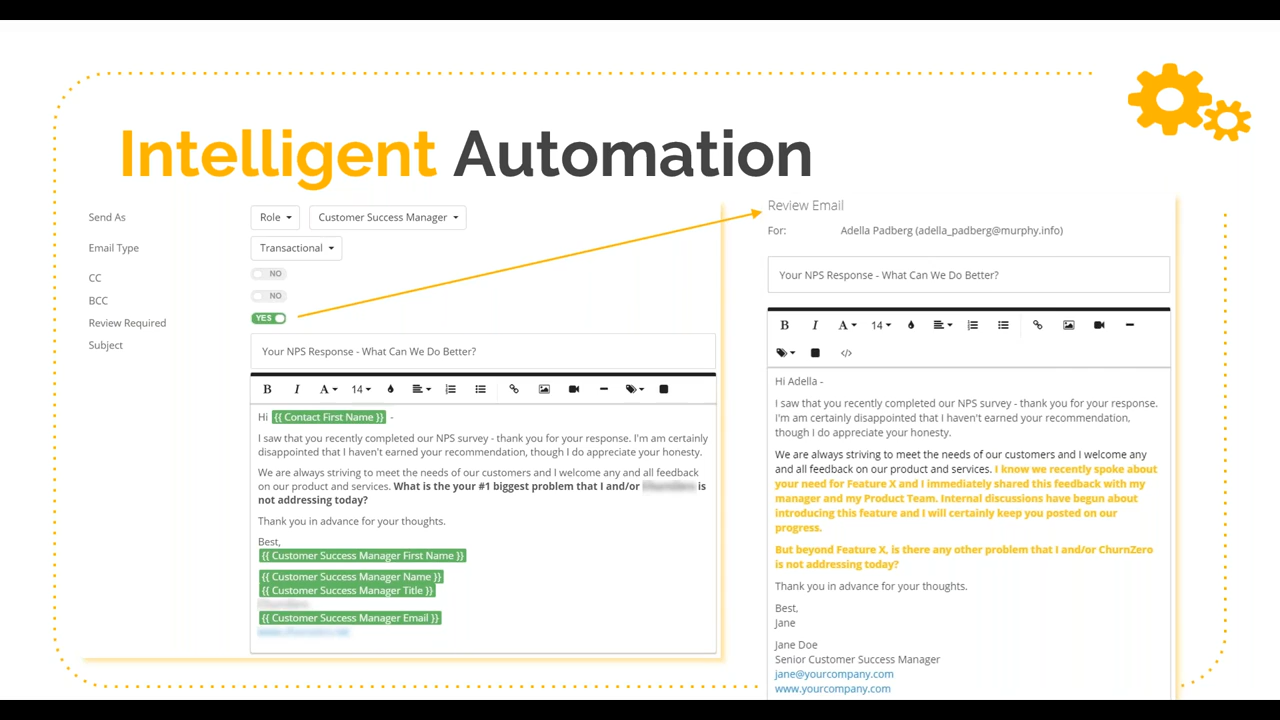 Intelligent Automation
Send As
Role
Customer Success Manager
Email Type
Transactional
CC
NO
BCC
NO
Review Required
YES
Subject
Your NPS Response - What Can We Do Better?
B I A 14
Hi {{ Contact First Name }} -
I saw that you recently completed our NPS survey - thank you for your response. I'm am certainly
disappointed that I haven't earned your recommendation, though I do appreciate your honesty.
We are always striving to meet the needs of our customers and I welcome any and all feedback
on our product and services. What is the your #1 biggest problem that I and/or is
not addressing today?
Thank you in advance for your thoughts.
Best,
{{ Customer Success Manager First Name }}
{{ Customer Success Manager Name }}
{{ Customer Success Manager Title }}
{{ Customer Success Manager Email }}
Review Email
For:
Adella Padberg (adella_padberg@murphy.info)
Your NPS Response - What Can We Do Better?
B I A 14
</>
Hi Adella -
I saw that you recently completed our NPS survey - thank you for your response.
I'm am certainly disappointed that I haven't earned your recommendation,
though I do appreciate your honesty.
We are always striving to meet the needs of our customers and I welcome any
and all feedback on our product and services. I know we recently spoke about
your need for Feature X and I immediately shared this feedback with my
manager and my Product Team. Internal discussions have begun about
introducing this feature and I will certainly keep you posted on our
progress.
But beyond Feature X, is there any other problem that I and/or ChurnZero
is not addressing today?
Thank you in advance for your thoughts.
Best,
Jane
Jane Doe
Senior Customer Success Manager
jane@yourcompany.com
www.yourcompany.com